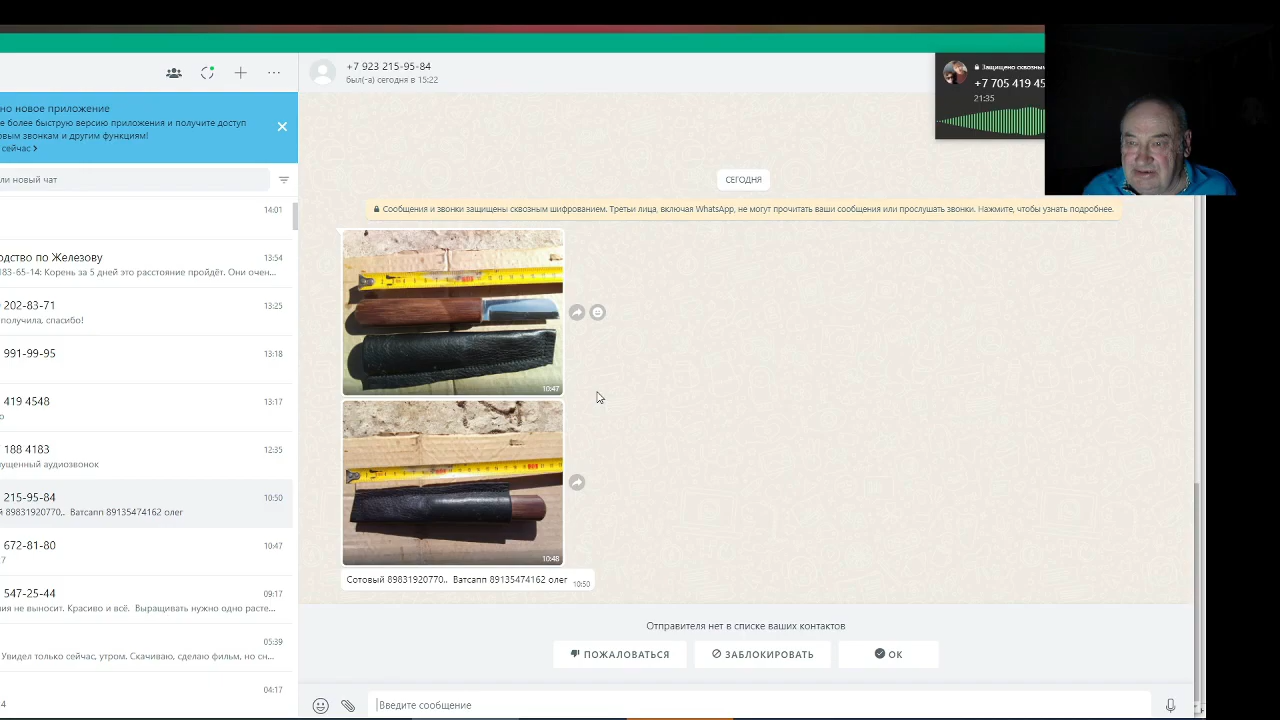 но новое приложение
е более быструю версию приложения и получите доступ
овым звонкам и другим функциям!
сейчас >
ли новый чат
14:01
одство по Железову
13:54
183-65-14: Корень за 5 дней это расстояние пройдёт. Они очен...
202-83-71
13:25
получила, спасибо!
991-99-95
13:18
419 4548
13:17
о
188 4183
12:35
ущенный аудиозвонок
215-95-84
10:50
й 89831920770.. Ватсапп 89135474162 олег
672-81-80
10:47
7
547-25-44
09:17
ния не выносит. Красиво и всё. Выращивать нужно одно расте...
05:39
Увидел только сейчас, утром. Скачиваю, сделаю фильм, но сн...
04:17
4
+7 923 215-95-84
был(-а) сегодня в 15:22
Защищено сквозны
+7 705 419 45
21:35
СЕГОДНЯ
Сообщения и звонки защищены сквозным шифрованием. Третьи лица, включая WhatsApp, не могут прочитать ваши сообщения или прослушать звонки. Нажмите, чтобы узнать подробнее.
10:47
10:48
Сотовый 89831920770.. Ватсапп 89135474162 олег 10:50
Отправителя нет в списке ваших контактов
ПОЖАЛОВАТЬСЯ
ЗАБЛОКИРОВАТЬ
ОК
Введите сообщение